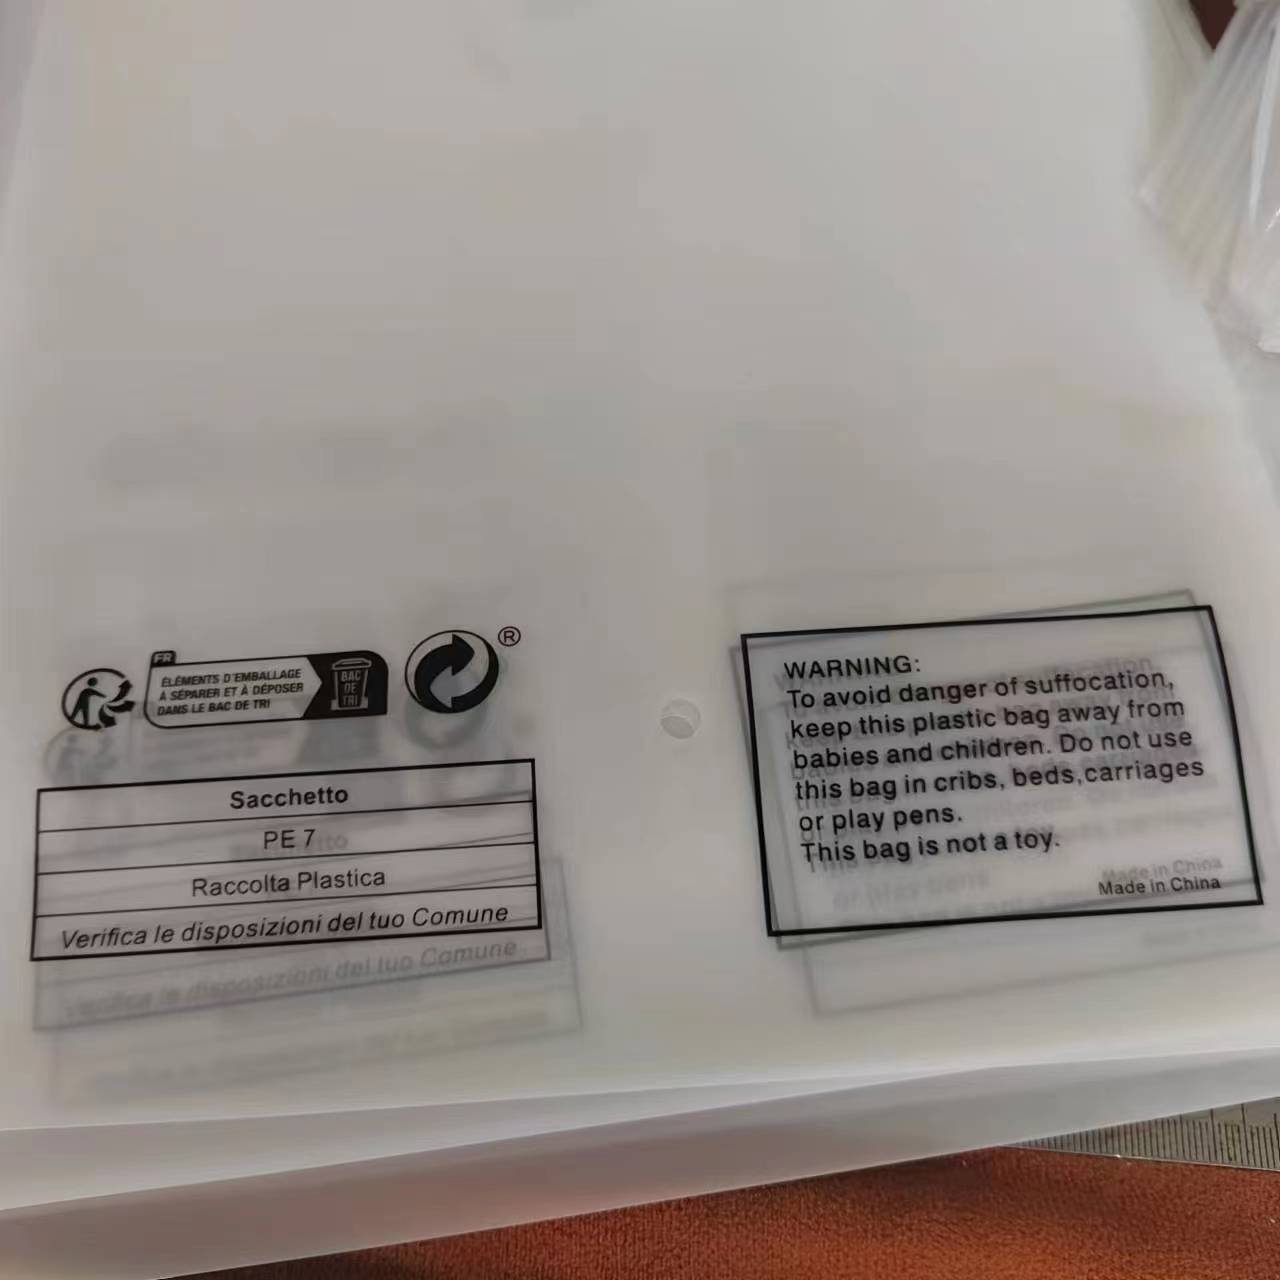 FR
ÉLÉMENTS D'EMBALLAGE
À SÉPARER ET À DÉPOSER
DANS LE BAC DE TRI
BAC
DE
TRI
®
Sacchetto
PE 7
Raccolta Plastica
Verifica le disposizioni del tuo Comune
WARNING:
To avoid danger of suffocation,
keep this plastic bag away from
babies and children. Do not use
this bag in cribs, beds,carriages
or play pens.
This bag is not a toy.
Made in China